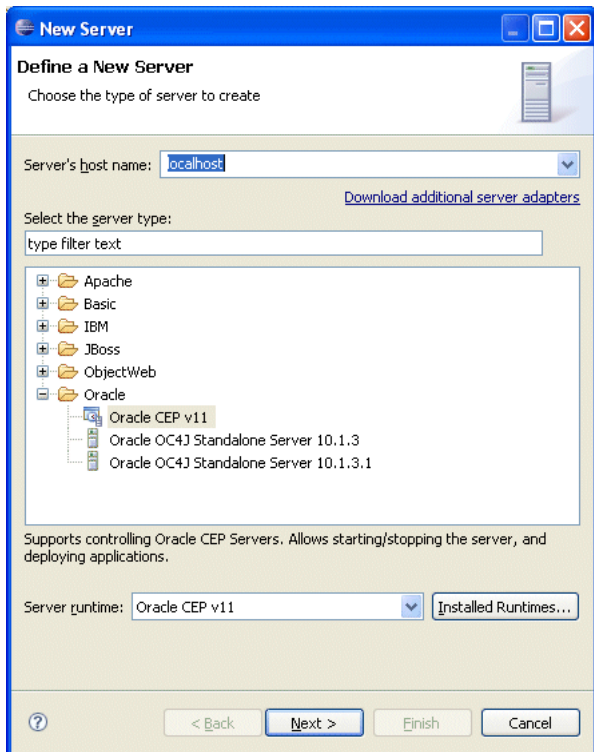 New Server
Define a New Server
Choose the type of server to create
Server's host name: localhost
Download additional server adapters
Select the server type:
type filter text
Apache
Basic
IBM
JBoss
ObjectWeb
Oracle
Oracle CEP v11
Oracle OC4J Standalone Server 10.1.3
Oracle OC4J Standalone Server 10.1.3.1
Supports controlling Oracle CEP Servers. Allows starting/stopping the server, and
deploying applications.
Server runtime: Oracle CEP v11 Installed Runtimes...
? < Back Next > Finish Cancel